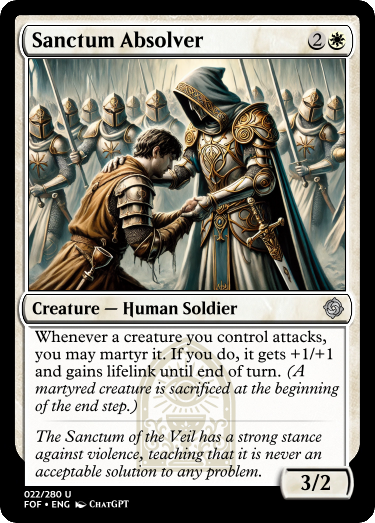 Sanctum Absolver 2
Creature — Human Soldier
Whenever a creature you control attacks,
you may martyr it. If you do, it gets +1/+1
and gains lifelink until end of turn. (A
martyred creature is sacrificed at the beginning
of the end step.)
The Sanctum of the Veil has a strong stance
against violence, teaching that it is never an
acceptable solution to any problem.
3/2
022/280 U
FOF • ENG ChatGPT